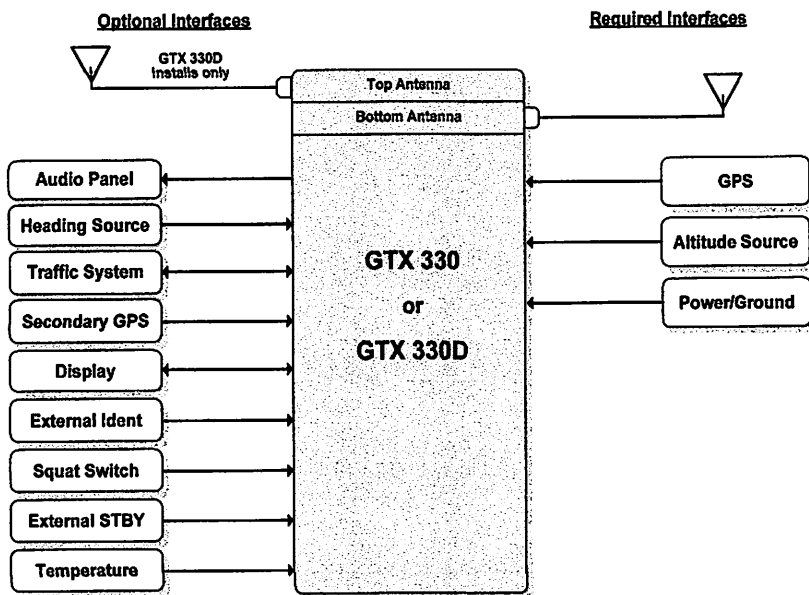 Optional Interfaces
Required Interfaces
GTX 330D
Installs only
Top Antenna
Bottom Antenna
Audio Panel
Heading Source
Traffic System
Secondary GPS
Display
External Ident
Squat Switch
External STBY
Temperature
GTX 330
or
GTX 330D
GPS
Altitude Source
Power/Ground